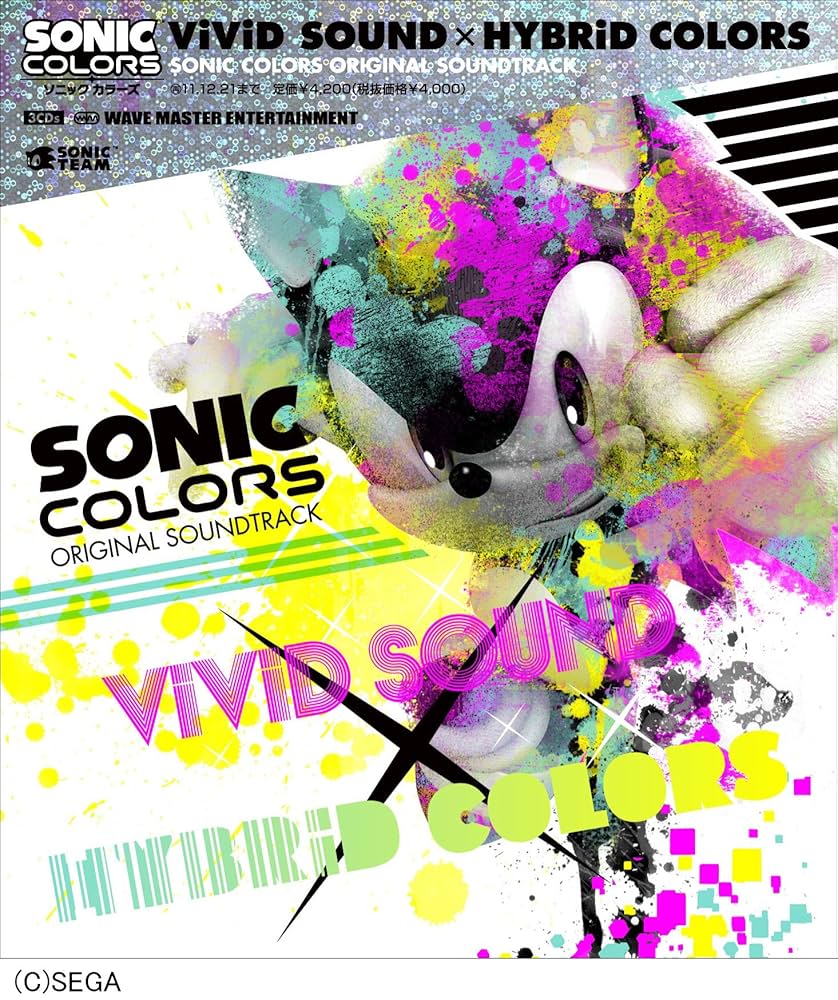 SONIC COLORS
ソニック カラーズ
ViViD SOUND × HYBRiD COLORS
SONIC COLORS ORIGINAL SOUNDTRACK
11.12.21まで 定価¥4,200(税抜価格¥4,000)
3CDs WAVE MASTER ENTERTAINMENT
SONIC TEAM™
SONIC
COLORS
ORIGINAL SOUNDTRACK
ViViD SOUND
×
HYBRiD COLORS
(C)SEGA